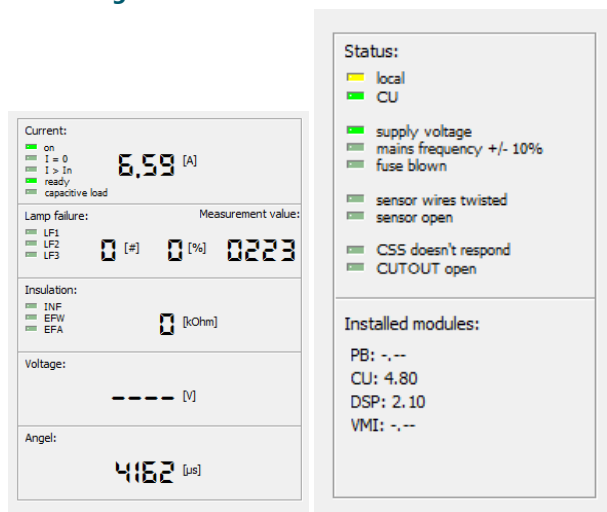 Current:
on
I = 0
I > In
ready
capacitive load
6,59 [A]
Lamp failure:
Measurement value:
LF1
LF2
LF3
0 [#] 0 [%] 0223
Insulation:
INF
EFW
EFA
0 [kOhm]
Voltage:
---- [V]
Angel:
4162 [µs]
Status:
local
CU
supply voltage
mains frequency +/- 10%
fuse blown
sensor wires twisted
sensor open
CSS doesn't respond
CUTOUT open
Installed modules:
PB: -.--
CU: 4.80
DSP: 2.10
VMI: -.--